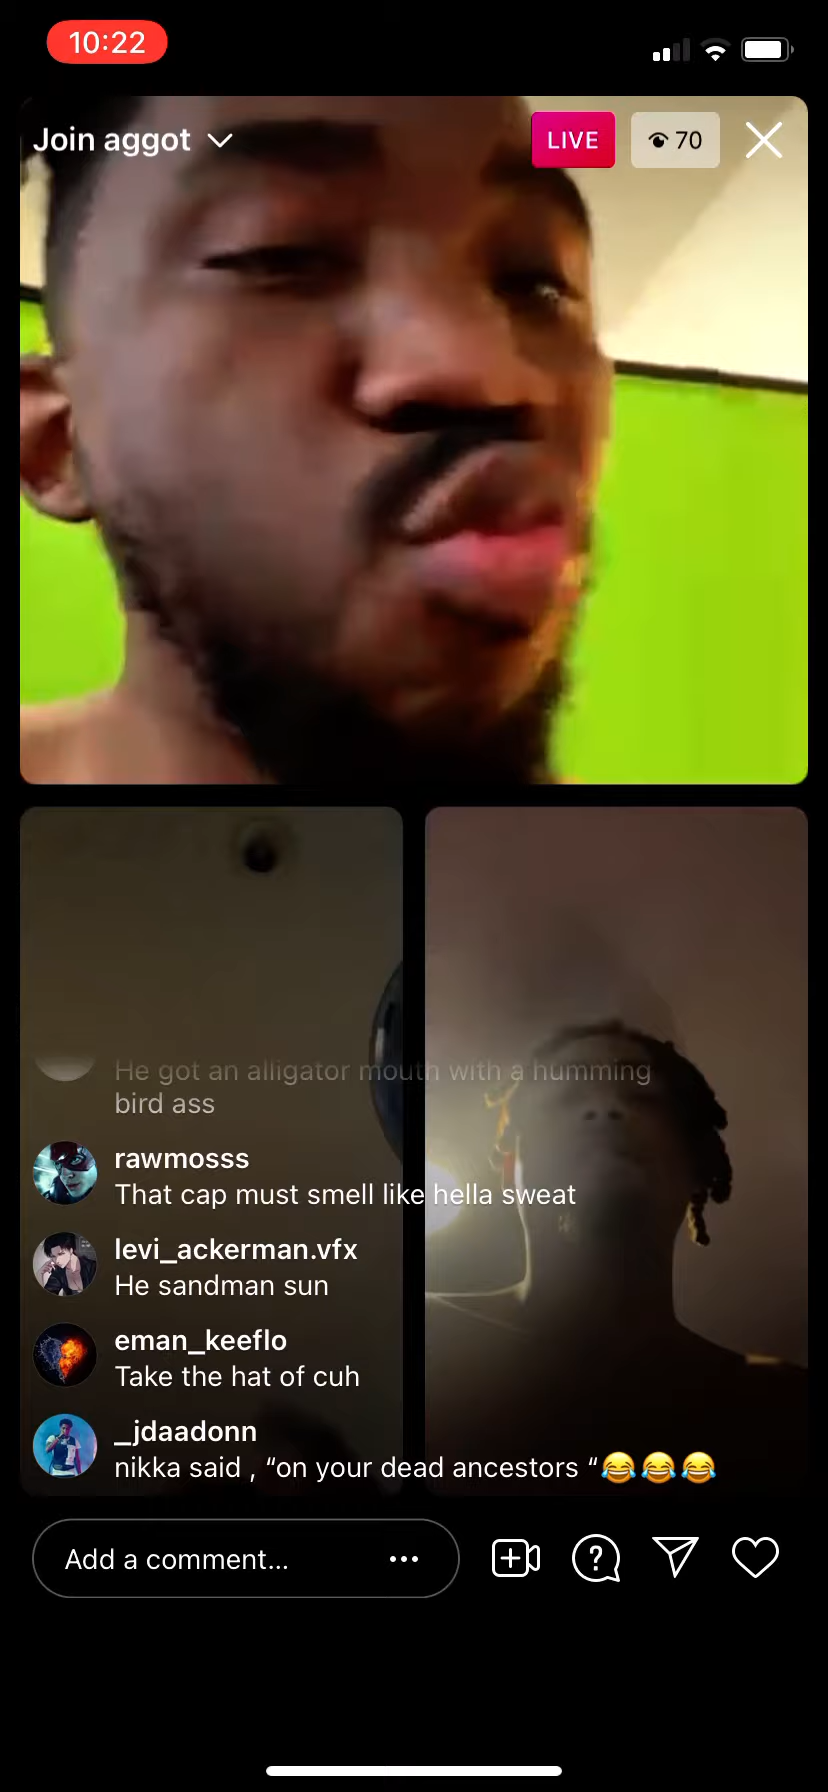 10:22
Join aggot
LIVE
70
He got an alligator mouth with a humming
bird ass
rawmosss
That cap must smell like hella sweat
levi_ackerman.vfx
He sandman sun
eman_keeflo
Take the hat of cuh
_jdaadonn
nikka said , “on your dead ancestors “😂😂😂
Add a comment...